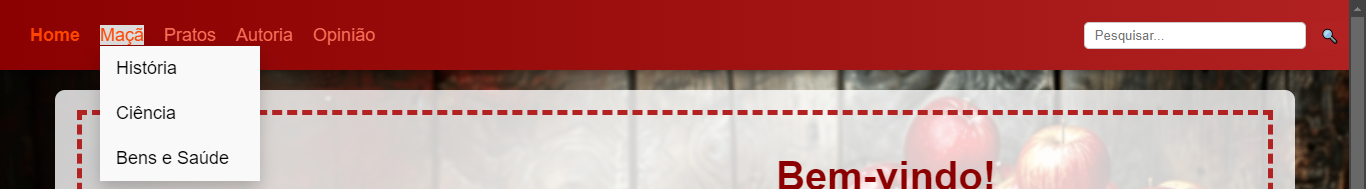 Home Maçã Pratos Autoria Opinião Pesquisar...
História
Ciência
Bens e Saúde
Bem-vindo!